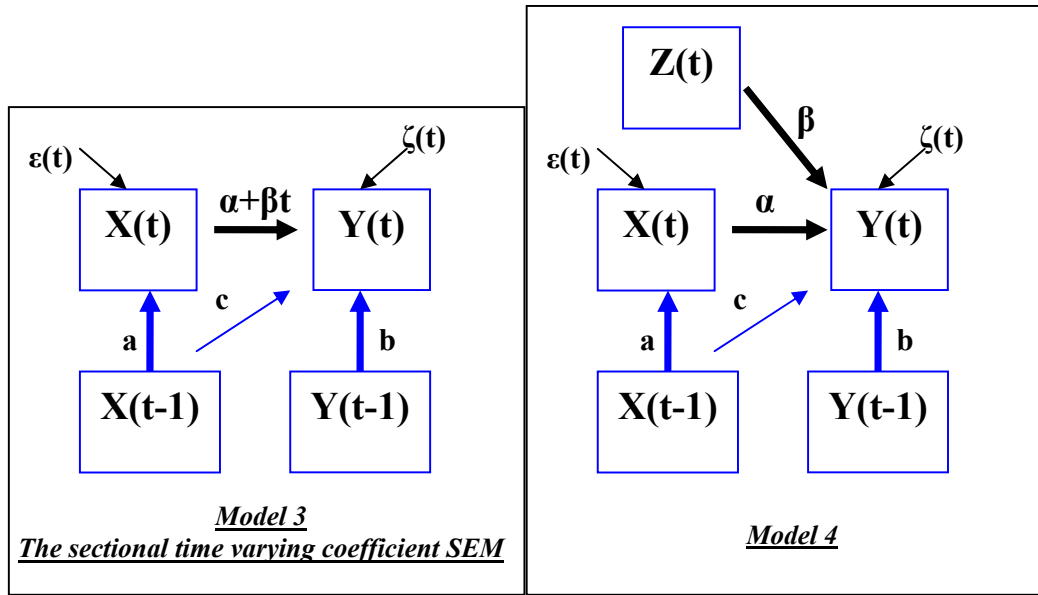 ε(t)
ζ(t)
X(t)
α+βt
Y(t)
c
a
b
X(t-1)
Y(t-1)
Model 3
The sectional time varying coefficient SEM
Z(t)
β
ε(t)
ζ(t)
X(t)
α
Y(t)
c
a
b
X(t-1)
Y(t-1)
Model 4